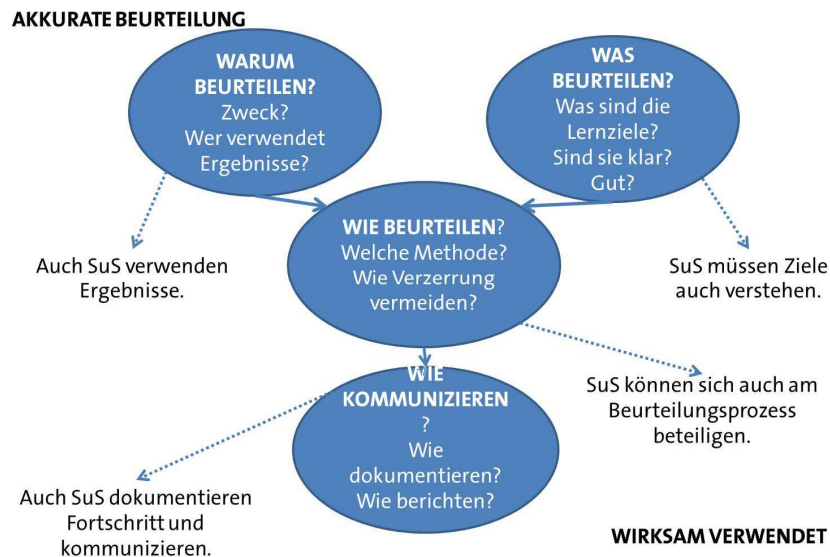 AKKURATE BEURTEILUNG
WARUM
BEURTEILEN?
Zweck?
Wer verwendet
Ergebnisse?
WAS
BEURTEILEN?
Was sind die
Lernziele?
Sind sie klar?
Gut?
WIE BEURTEILEN?
Welche Methode?
Wie Verzerrung
vermeiden?
Auch SuS verwenden
Ergebnisse.
SuS müssen Ziele
auch verstehen.
WIE
KOMMUNIZIEREN
?
Wie
dokumentieren?
Wie berichten?
SuS können sich auch am
Beurteilungsprozess
beteiligen.
Auch SuS dokumentieren
Fortschritt und
kommunizieren.
WIRKSAM VERWENDET